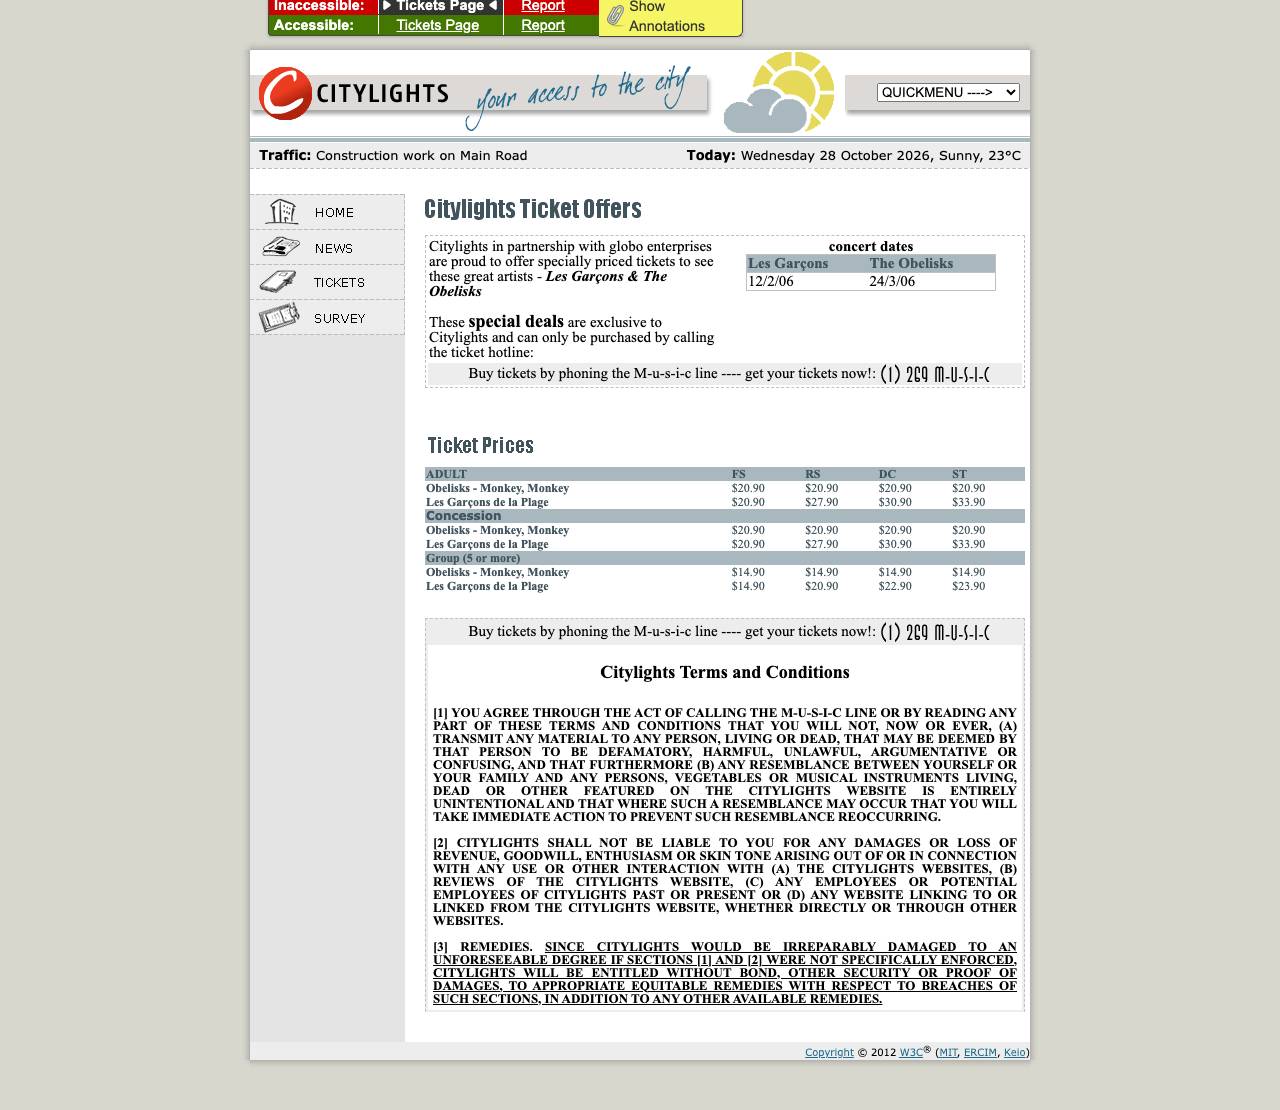 Inaccessible: Tickets Page Report
Accessible: Tickets Page Report
Show
Annotations
CITYLIGHTS your access to the city
QUICKMENU ---->
Traffic: Construction work on Main Road
Today: Wednesday 28 October 2026, Sunny, 23°C
HOME
NEWS
TICKETS
SURVEY
Citylights Ticket Offers
Citylights in partnership with globo enterprises
are proud to offer specially priced tickets to see
these great artists - Les Garçons & The
Obelisks
These special deals are exclusive to
Citylights and can only be purchased by calling
the ticket hotline:
concert dates
Les Garçons The Obelisks
12/2/06 24/3/06
Buy tickets by phoning the M-u-s-i-c line ---- get your tickets now!: (1) 269 M-U-S-I-C
Ticket Prices
ADULT FS RS DC ST
Obelisks - Monkey, Monkey $20.90 $20.90 $20.90 $20.90
Les Garçons de la Plage $20.90 $27.90 $30.90 $33.90
Concession
Obelisks - Monkey, Monkey $20.90 $20.90 $20.90 $20.90
Les Garçons de la Plage $20.90 $27.90 $30.90 $33.90
Group (5 or more)
Obelisks - Monkey, Monkey $14.90 $14.90 $14.90 $14.90
Les Garçons de la Plage $14.90 $20.90 $22.90 $23.90
Buy tickets by phoning the M-u-s-i-c line ---- get your tickets now!: (1) 269 M-U-S-I-C
Citylights Terms and Conditions
[1] YOU AGREE THROUGH THE ACT OF CALLING THE M-U-S-I-C LINE OR BY READING ANY
PART OF THESE TERMS AND CONDITIONS THAT YOU WILL NOT, NOW OR EVER, (A)
TRANSMIT ANY MATERIAL TO ANY PERSON, LIVING OR DEAD, THAT MAY BE DEEMED BY
THAT PERSON TO BE DEFAMATORY, HARMFUL, UNLAWFUL, ARGUMENTATIVE OR
CONFUSING, AND THAT FURTHERMORE (B) ANY RESEMBLANCE BETWEEN YOURSELF OR
YOUR FAMILY AND ANY PERSONS, VEGETABLES OR MUSICAL INSTRUMENTS LIVING,
DEAD OR OTHER FEATURED ON THE CITYLIGHTS WEBSITE IS ENTIRELY
UNINTENTIONAL AND THAT WHERE SUCH A RESEMBLANCE MAY OCCUR THAT YOU WILL
TAKE IMMEDIATE ACTION TO PREVENT SUCH RESEMBLANCE REOCCURRING.
[2] CITYLIGHTS SHALL NOT BE LIABLE TO YOU FOR ANY DAMAGES OR LOSS OF
REVENUE, GOODWILL, ENTHUSIASM OR SKIN TONE ARISING OUT OF OR IN CONNECTION
WITH ANY USE OR OTHER INTERACTION WITH (A) THE CITYLIGHTS WEBSITES, (B)
REVIEWS OF THE CITYLIGHTS WEBSITE, (C) ANY EMPLOYEES OR POTENTIAL
EMPLOYEES OF CITYLIGHTS PAST OR PRESENT OR (D) ANY WEBSITE LINKING TO OR
LINKED FROM THE CITYLIGHTS WEBSITE, WHETHER DIRECTLY OR THROUGH OTHER
WEBSITES.
[3] REMEDIES. SINCE CITYLIGHTS WOULD BE IRREPARABLY DAMAGED TO AN
UNFORESEEABLE DEGREE IF SECTIONS [1] AND [2] WERE NOT SPECIFICALLY ENFORCED,
CITYLIGHTS WILL BE ENTITLED WITHOUT BOND, OTHER SECURITY OR PROOF OF
DAMAGES, TO APPROPRIATE EQUITABLE REMEDIES WITH RESPECT TO BREACHES OF
SUCH SECTIONS, IN ADDITION TO ANY OTHER AVAILABLE REMEDIES.
Copyright © 2012 W3C® (MIT, ERCIM, Keio)